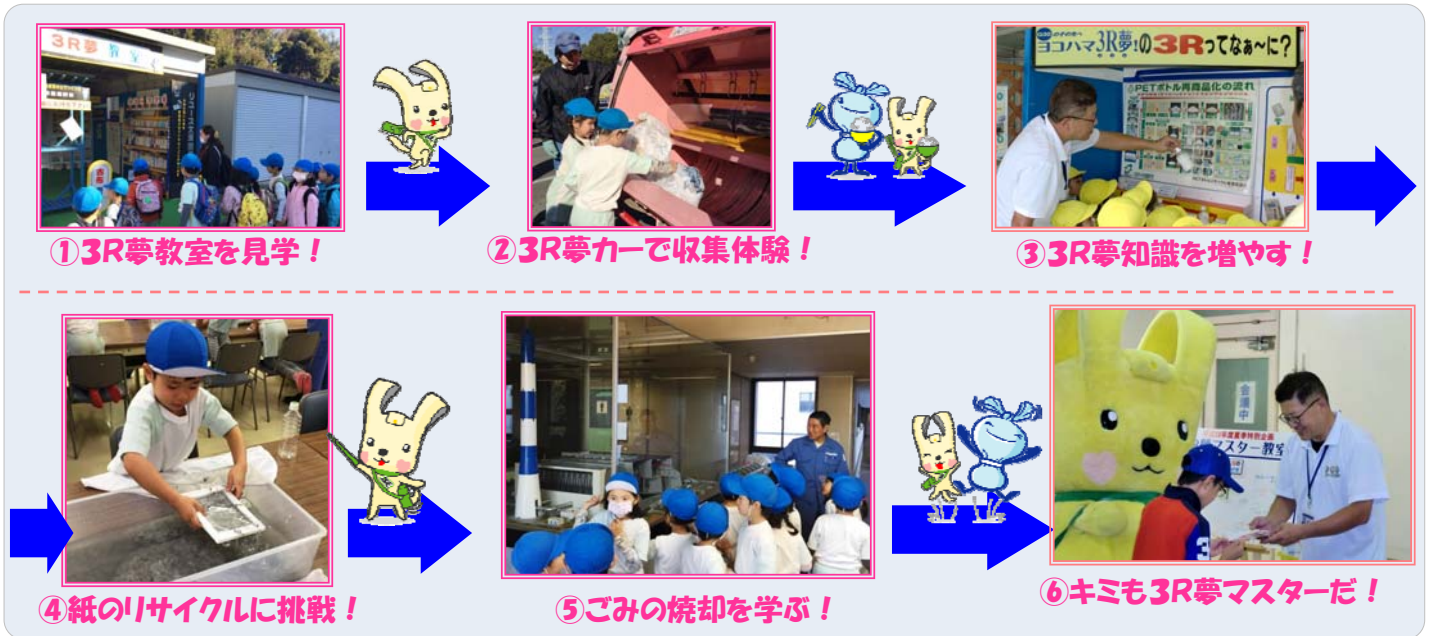 3R夢教室
ヨコハマ3R夢!の3Rってなぁ~に?
PETボトル再商品化の流れ
①3R夢教室を見学！
②3R夢カーで収集体験！
③3R夢知識を増やす！
会議中
マスター教室
④紙のリサイクルに挑戦！
⑤ごみの焼却を学ぶ！
⑥キミも3R夢マスターだ！